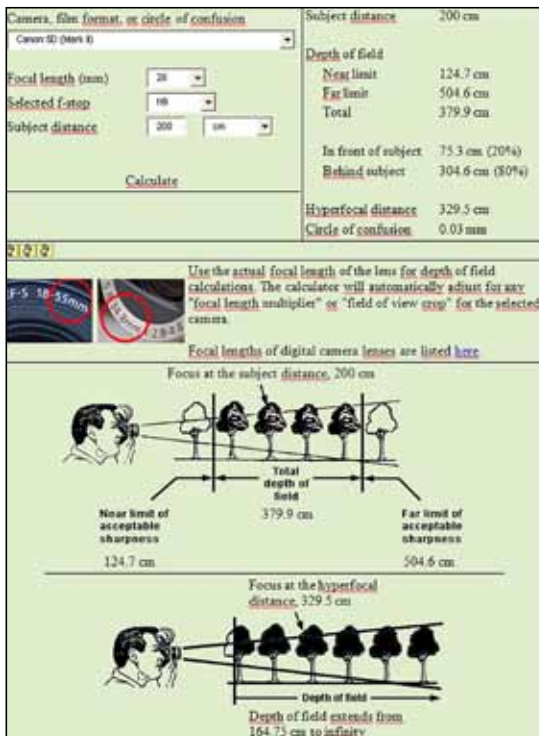 Camera, film format, or circle of confusion
Canon 5D (Mark II)
Focal length (mm) 28
Selected f-stop f/8
Subject distance 200 cm
Calculate
Subject distance 200 cm
Depth of field
Near limit 124.7 cm
Far limit 504.6 cm
Total 379.9 cm
In front of subject 75.3 cm (20%)
Behind subject 304.6 cm (80%)
Hyperfocal distance 329.5 cm
Circle of confusion 0.03 mm
F-S 18-55mm
Use the actual focal length of the lens for depth of field
calculations. The calculator will automatically adjust for any
"focal length multiplier" or "field of view crop" for the selected
camera.
Focal lengths of digital camera lenses are listed here.
Focus at the subject distance, 200 cm
Total
depth of
field
379.9 cm
Near limit of
acceptable
sharpness
124.7 cm
Far limit of
acceptable
sharpness
504.6 cm
Focus at the hyperfocal
distance, 329.5 cm
Depth of field
Depth of field extends from
164.75 cm to infinity